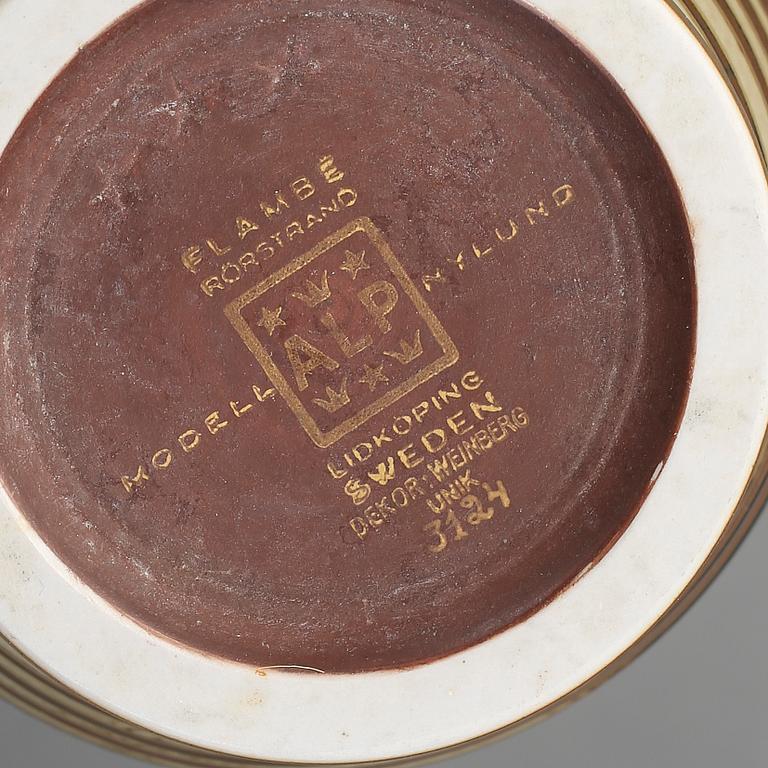 FLAMBÉ
RÖRSTRAND
MODELL ALP NYLUND
LIDKÖPING
SWEDEN
DEKOR: WEINBERG
UNIK
3124